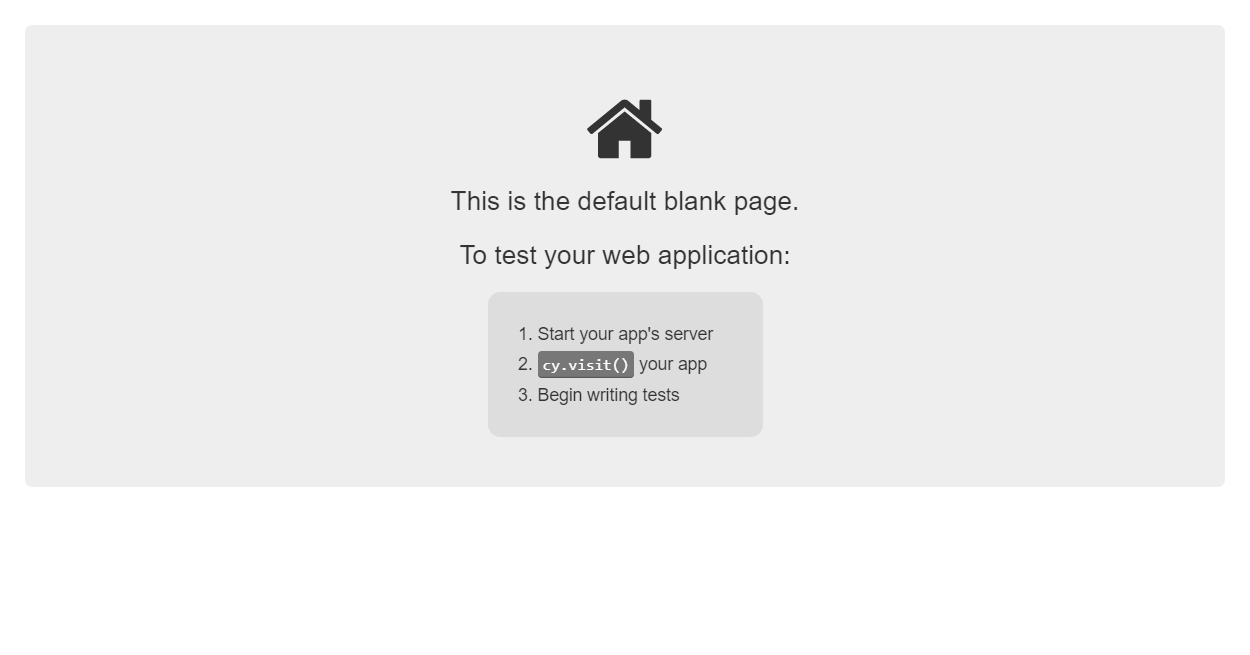 This is the default blank page.
To test your web application:
1. Start your app's server
2. cy.visit() your app
3. Begin writing tests